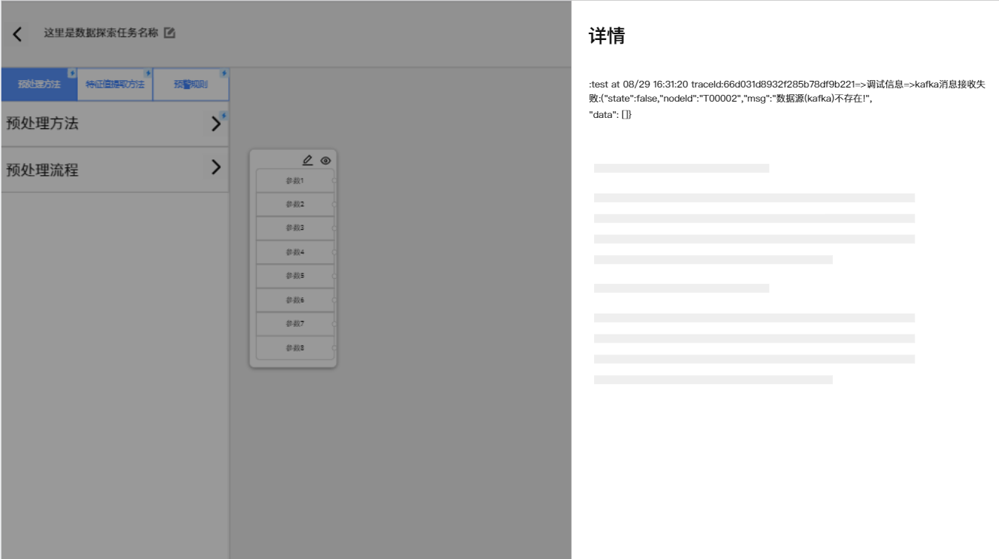 这里是数据探索任务名称
详情
:test at 08/29 16:31:20 traceId:66d031d8932f285b78df9b221=>调试信息=>kafka消息接收失
败:("state":false,"nodeId":"T00002","msg":"数据源(kafka)不存在!",
"data": []}
预处理方法
特征值提取方法
预警规则
预处理方法
预处理流程
参数1
参数2
参数3
参数4
参数5
参数6
参数7
参数8